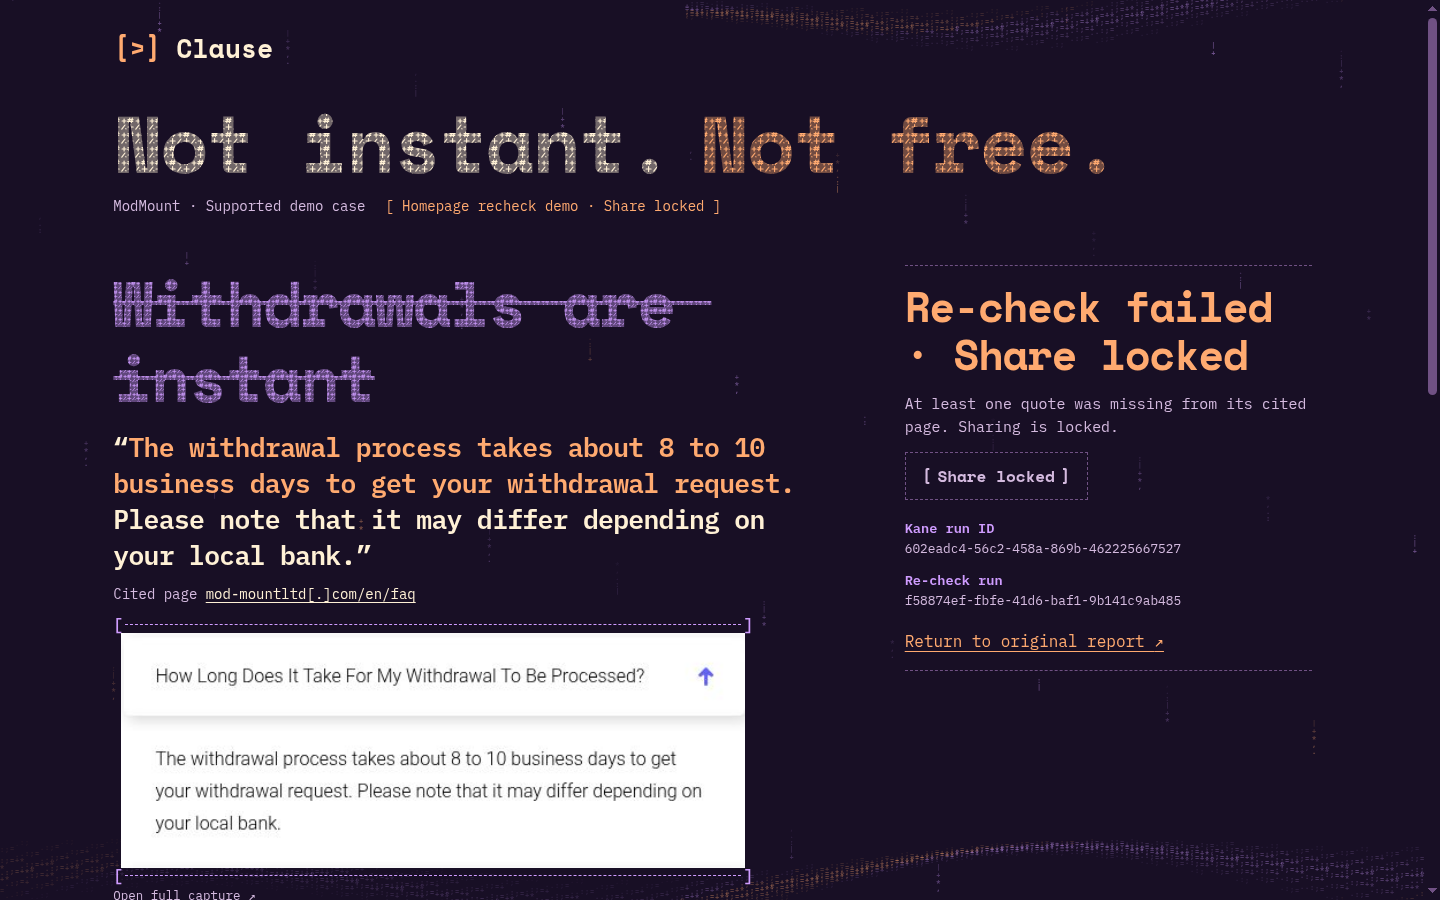 [>] Clause
Not instant. Not free.
ModMount · Supported demo case [ Homepage recheck demo · Share locked ]
Withdrawals are
instant
“The withdrawal process takes about 8 to 10
business days to get your withdrawal request.
Please note that it may differ depending on
your local bank.”
Cited page mod-mountltd[.]com/en/faq
How Long Does It Take For My Withdrawal To Be Processed?
The withdrawal process takes about 8 to 10 business days to get
your withdrawal request. Please note that it may differ depending on
your local bank.
Open full capture ↗
Re-check failed
· Share locked
At least one quote was missing from its cited
page. Sharing is locked.
[ Share locked ]
Kane run ID
602eadc4-56c2-458a-869b-462225667527
Re-check run
f58874ef-fbfe-41d6-baf1-9b141c9ab485
Return to original report ↗